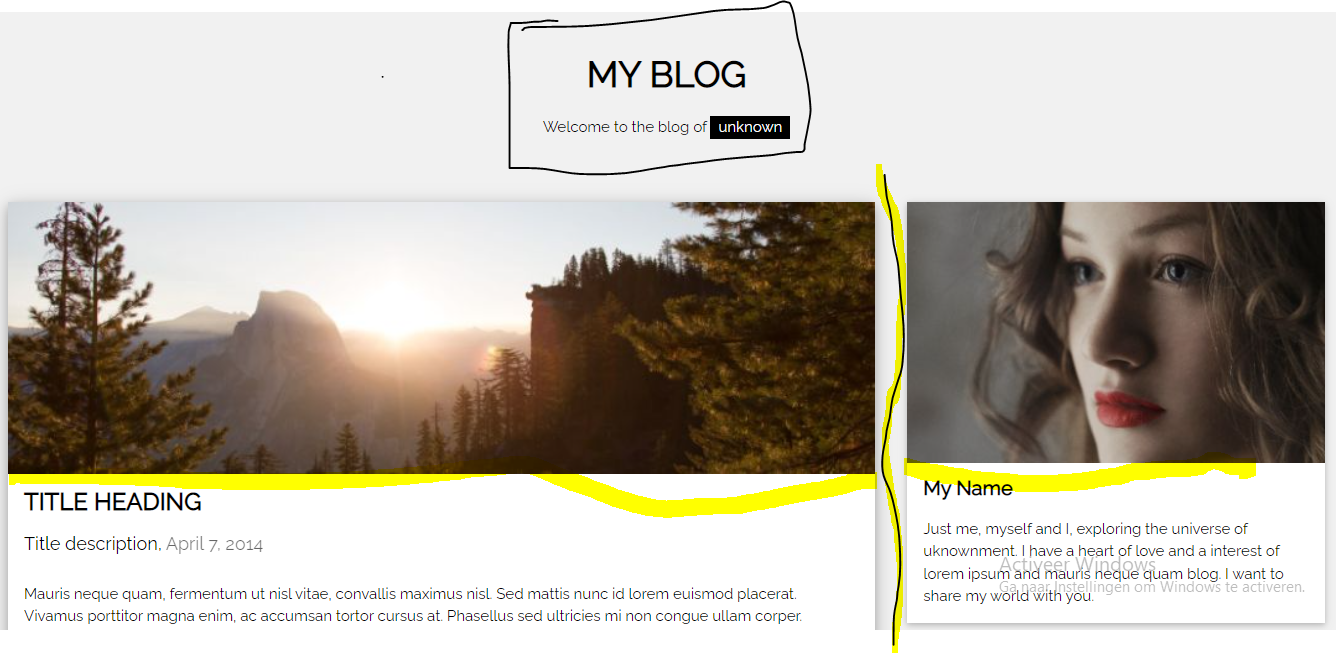 MY BLOG
Welcome to the blog of unknown
TITLE HEADING
Title description, April 7, 2014
Mauris neque quam, fermentum ut nisl vitae, convallis maximus nisl. Sed mattis nunc id lorem euismod placerat.
Vivamus porttitor magna enim, ac accumsan tortor cursus at. Phasellus sed ultricies mi non congue ullam corper.
My Name
Just me, myself and I, exploring the universe of
uknownment. I have a heart of love and a interest of
lorem ipsum and mauris neque quam blog. I want to
share my world with you.
Activeer Windows
Ga naar Instellingen om Windows te activeren.